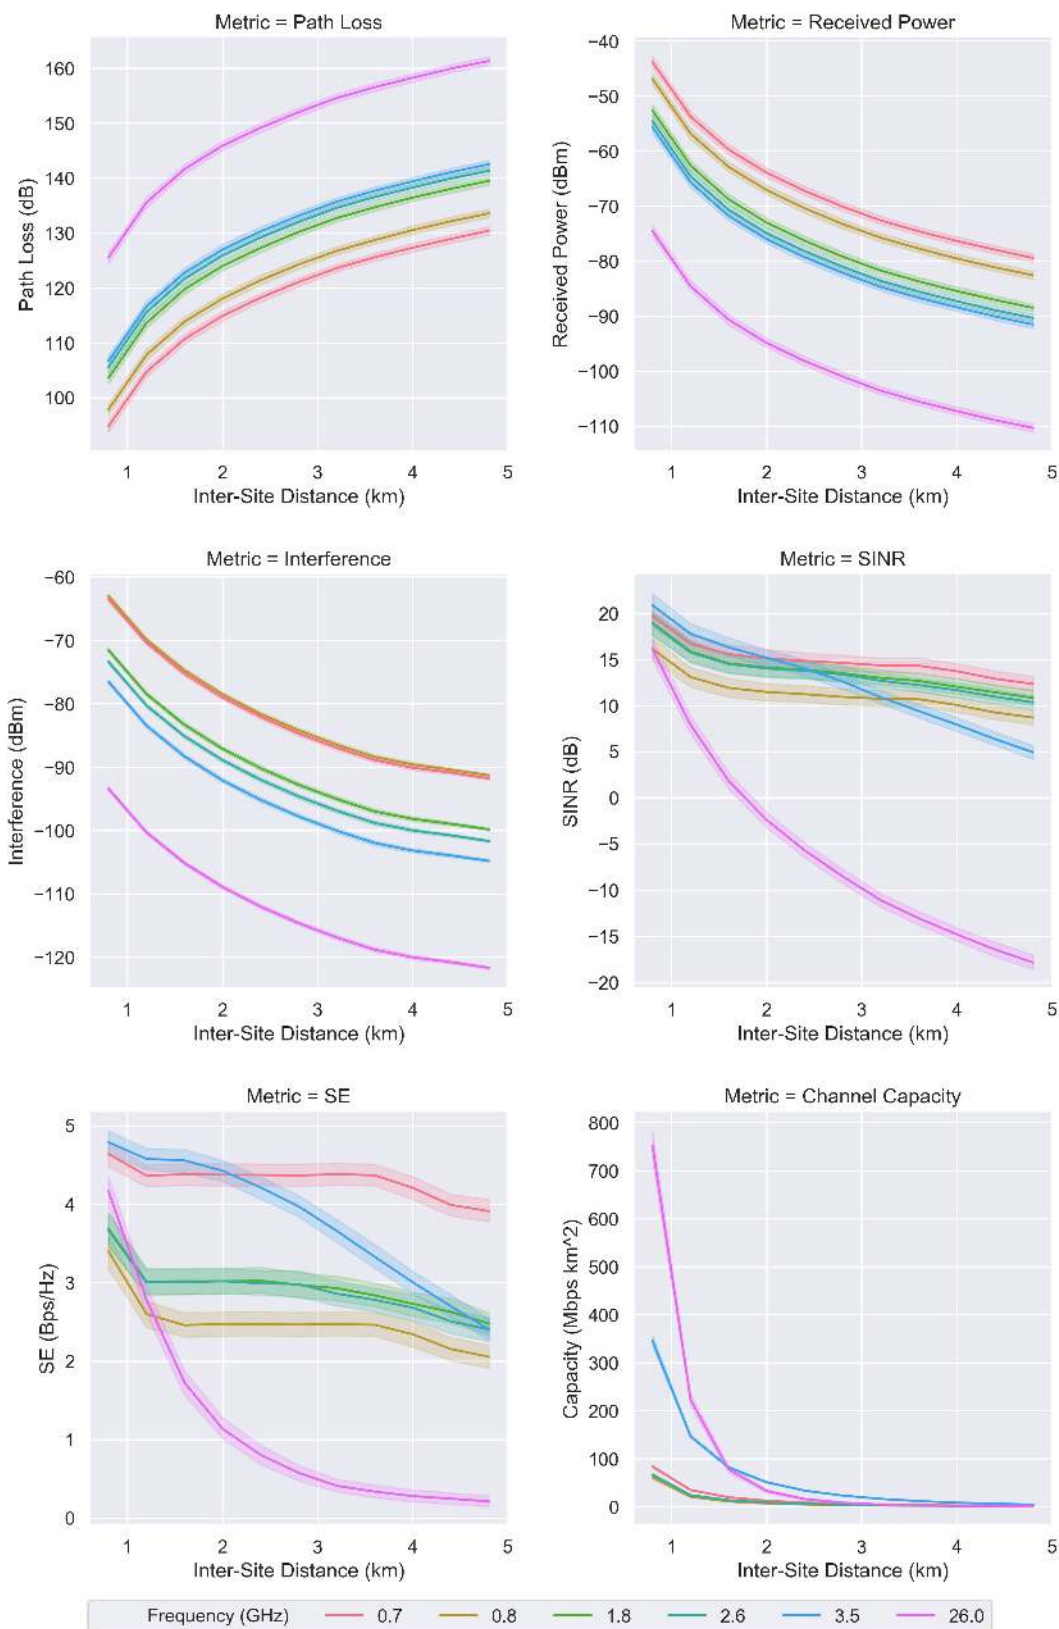 Metric = Path Loss
Path Loss (dB)
160
150
140
130
120
110
100
1 2 3 4 5
Inter-Site Distance (km)
Metric = Received Power
Received Power (dBm)
−40
−50
−60
−70
−80
−90
−100
−110
1 2 3 4 5
Inter-Site Distance (km)
Metric = Interference
Interference (dBm)
−60
−70
−80
−90
−100
−110
−120
1 2 3 4 5
Inter-Site Distance (km)
Metric = SINR
SINR (dB)
20
15
10
5
0
−5
−10
−15
−20
1 2 3 4 5
Inter-Site Distance (km)
Metric = SE
SE (Bps/Hz)
5
4
3
2
1
0
1 2 3 4 5
Inter-Site Distance (km)
Metric = Channel Capacity
Capacity (Mbps km^2)
800
700
600
500
400
300
200
100
0
1 2 3 4 5
Inter-Site Distance (km)
Frequency (GHz) 0.7 0.8 1.8 2.6 3.5 26.0